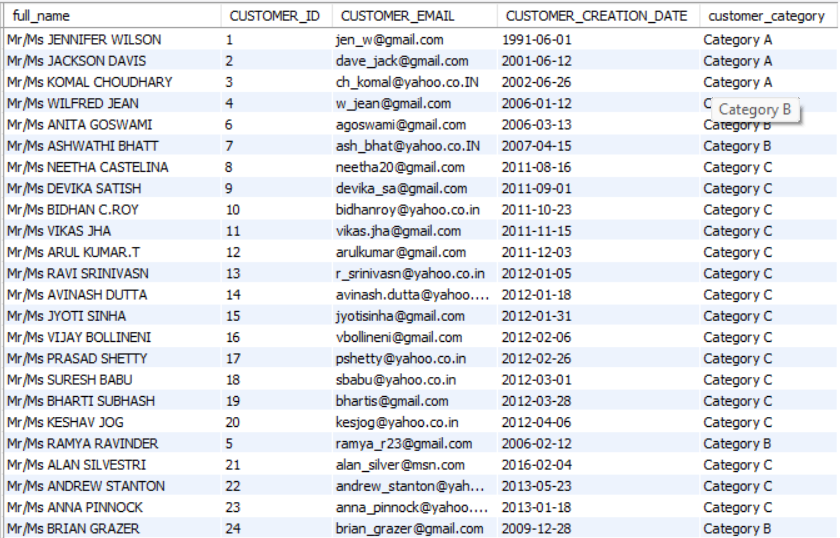 full_name CUSTOMER_ID CUSTOMER_EMAIL CUSTOMER_CREATION_DATE customer_category
Mr/Ms JENNIFER WILSON 1 jen_w@gmail.com 1991-06-01 Category A
Mr/Ms JACKSON DAVIS 2 dave_jack@gmail.com 2001-06-12 Category A
Mr/Ms KOMAL CHOUDHARY 3 ch_komal@yahoo.co.IN 2002-06-26 Category A
Mr/Ms WILFRED JEAN 4 w_jean@gmail.com 2006-01-12
Category B
Mr/Ms ANITA GOSWAMI 6 agoswami@gmail.com 2006-03-13 Category B
Mr/Ms ASHWATHI BHATT 7 ash_bhat@yahoo.co.IN 2007-04-15 Category B
Mr/Ms NEETHA CASTELINA 8 neetha20@gmail.com 2011-08-16 Category C
Mr/Ms DEVIKA SATISH 9 devika_sa@gmail.com 2011-09-01 Category C
Mr/Ms BIDHAN C.ROY 10 bidhanroy@yahoo.co.in 2011-10-23 Category C
Mr/Ms VIKAS JHA 11 vikas.jha@gmail.com 2011-11-15 Category C
Mr/Ms ARUL KUMAR.T 12 arulkumar@gmail.com 2011-12-03 Category C
Mr/Ms RAVI SRINIVASN 13 r_srinivasn@yahoo.co.in 2012-01-05 Category C
Mr/Ms AVINASH DUTTA 14 avinash.dutta@yahoo.... 2012-01-18 Category C
Mr/Ms JYOTI SINHA 15 jyotisinha@gmail.com 2012-01-31 Category C
Mr/Ms VIJAY BOLLINENI 16 vbollineni@gmail.com 2012-02-06 Category C
Mr/Ms PRASAD SHETTY 17 pshetty@yahoo.co.in 2012-02-26 Category C
Mr/Ms SURESH BABU 18 sbabu@yahoo.co.in 2012-03-01 Category C
Mr/Ms BHARTI SUBHASH 19 bhartis@gmail.com 2012-03-28 Category C
Mr/Ms KESHAV JOG 20 kesjog@yahoo.co.in 2012-04-06 Category C
Mr/Ms RAMYA RAVINDER 5 ramya_r23@gmail.com 2006-02-12 Category B
Mr/Ms ALAN SILVESTRI 21 alan_silver@msn.com 2016-02-04 Category C
Mr/Ms ANDREW STANTON 22 andrew_stanton@yah... 2013-05-23 Category C
Mr/Ms ANNA PINNOCK 23 anna_pinnock@yahoo.... 2013-01-18 Category C
Mr/Ms BRIAN GRAZER 24 brian_grazer@gmail.com 2009-12-28 Category B